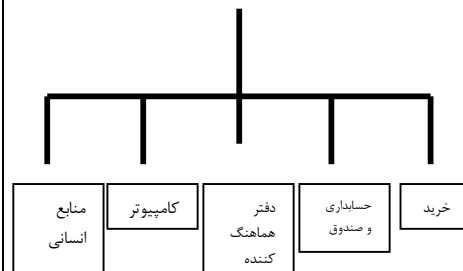 خرید
حسابداری
و صندوق
دفتر
هماهنگ
کننده
کامپیوتر
منابع
انسانی